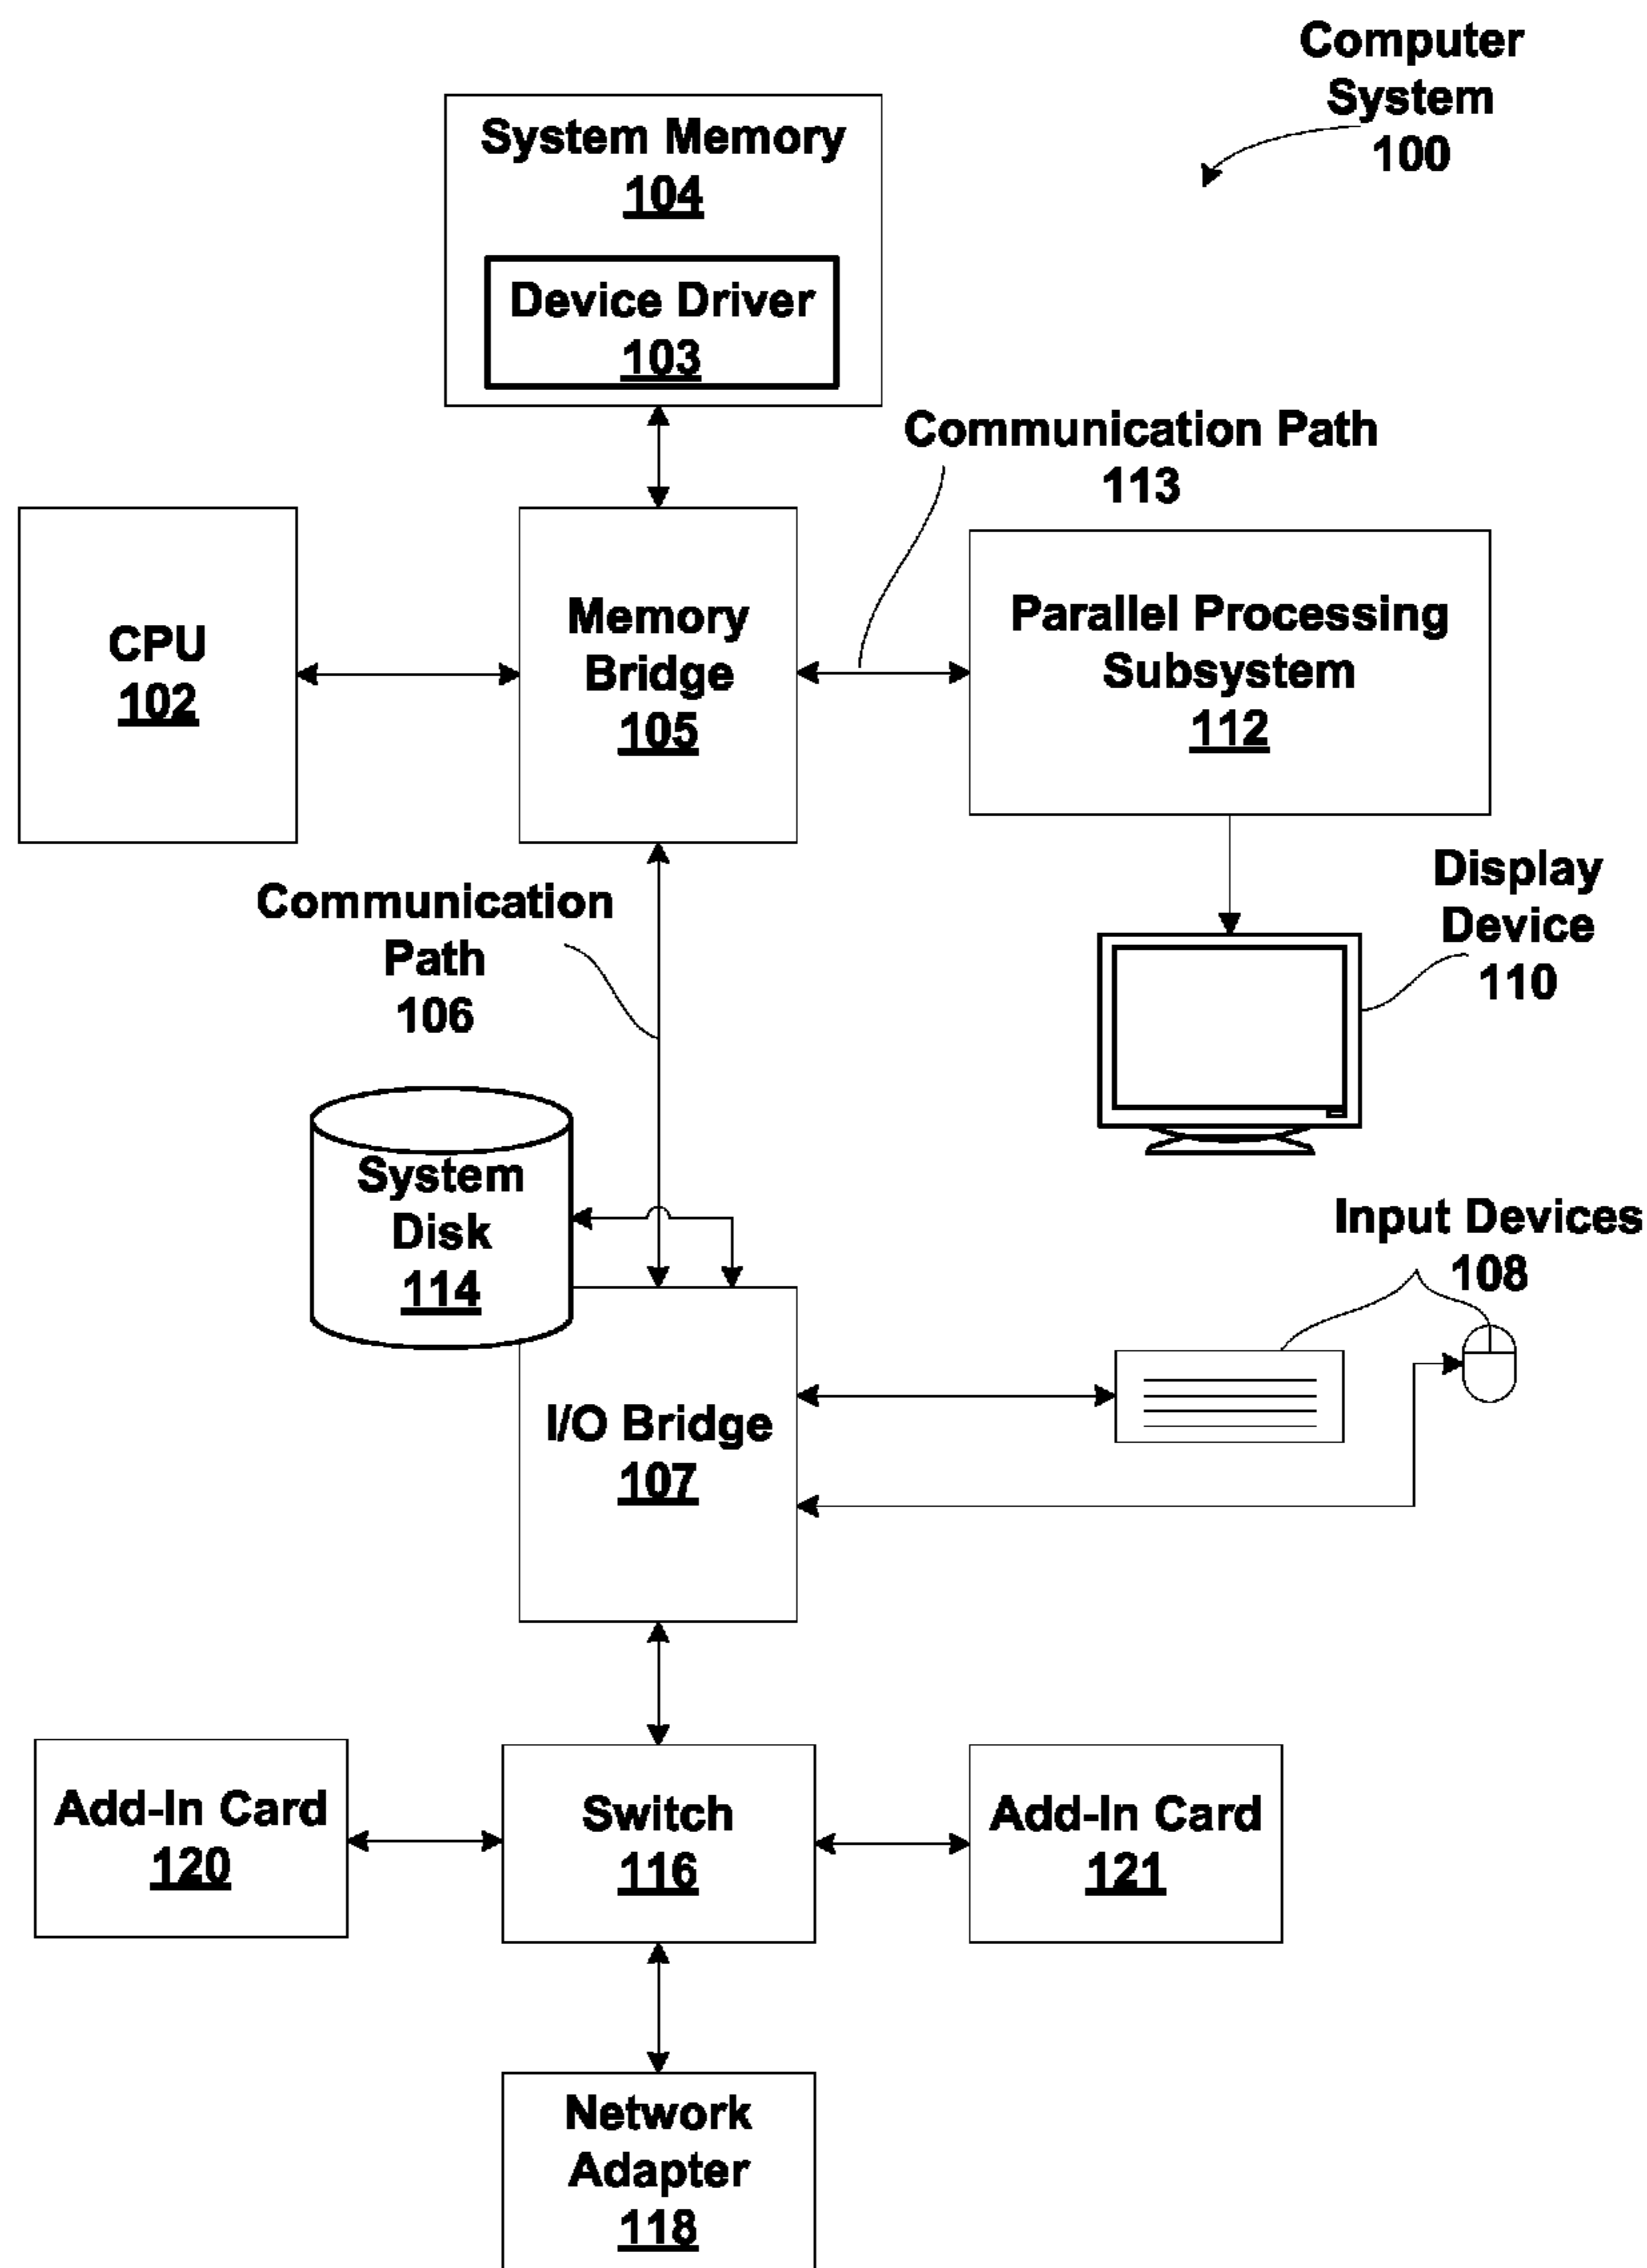 Computer
System
100
System Memory
104
Device Driver
103
Communication Path
113
CPU
102
Memory
Bridge
105
Parallel Processing
Subsystem
112
Communication
Path
106
Display
Device
110
System
Disk
114
Input Devices
108
I/O Bridge
107
Add-In Card
120
Switch
116
Add-In Card
121
Network
Adapter
118